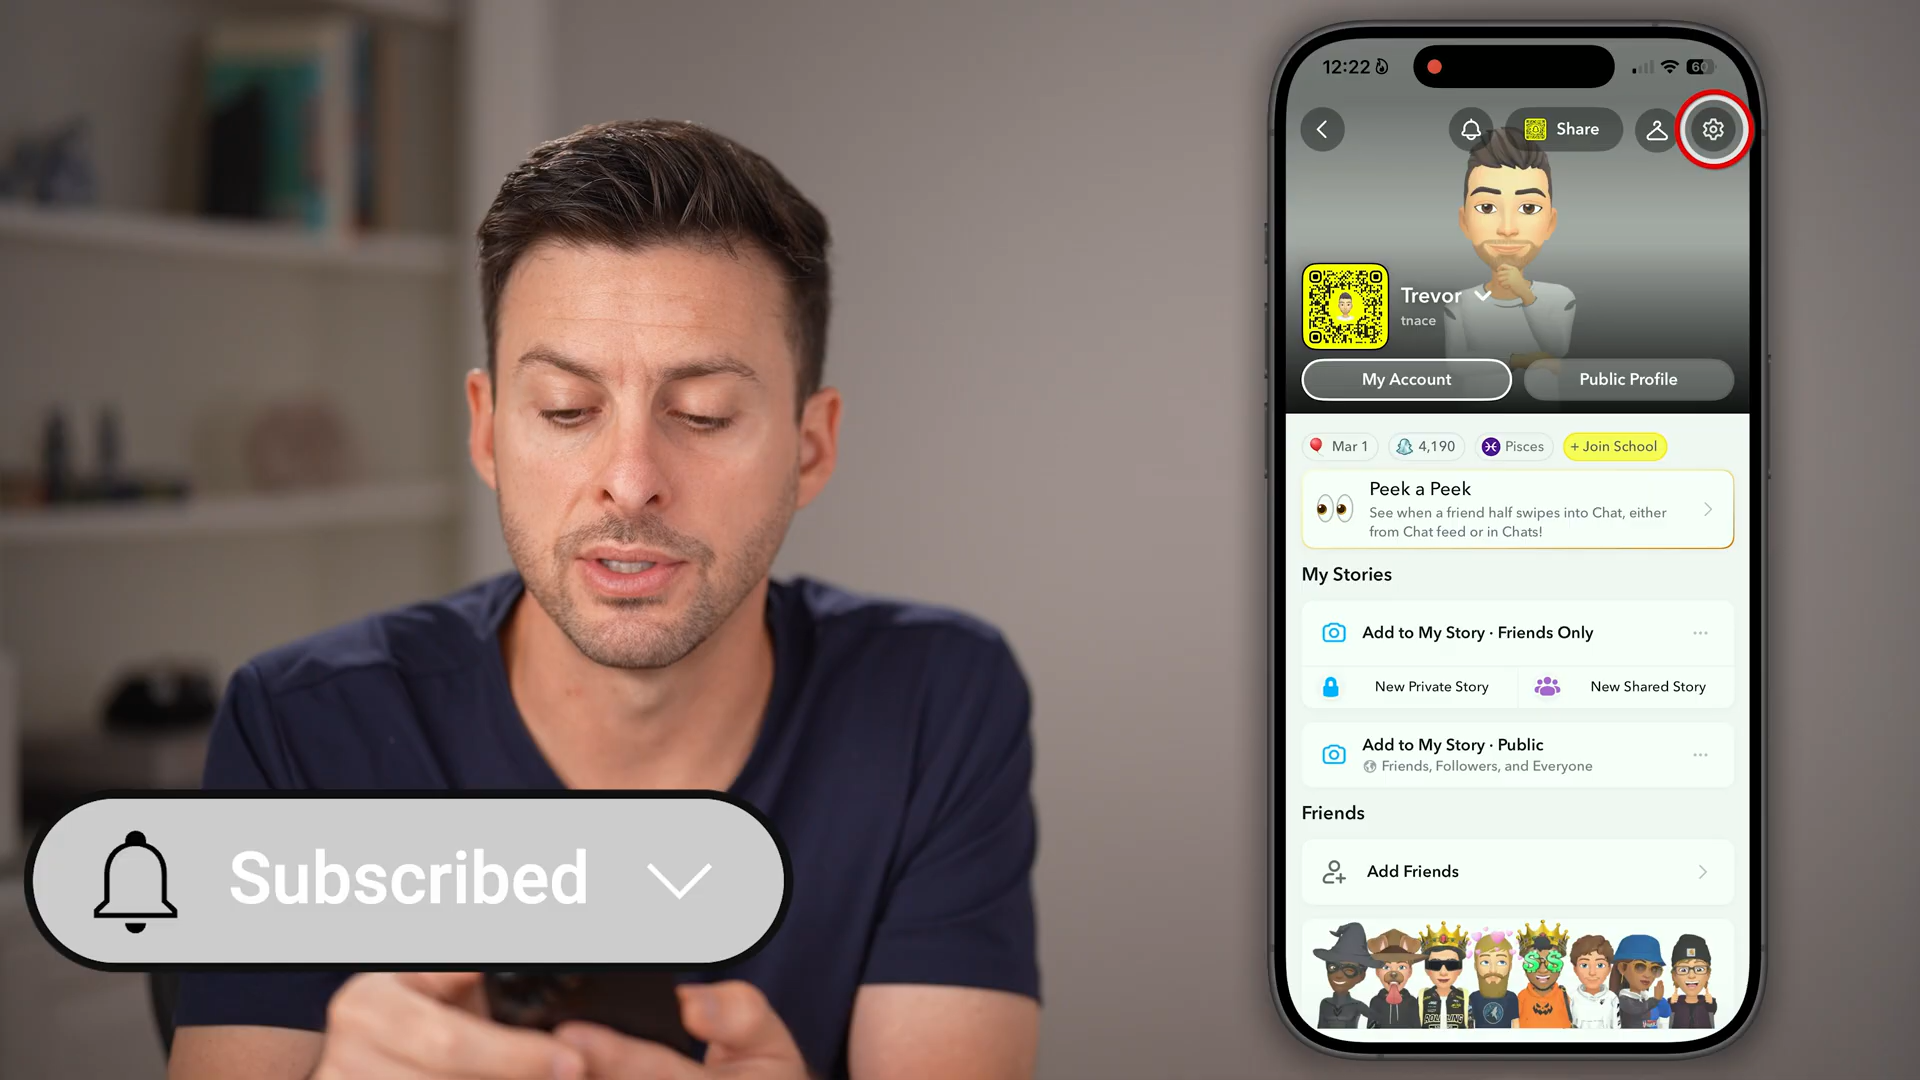 12:22
60
Share
Trevor
tnace
My Account
Public Profile
Mar 1
4,190
Pisces
+ Join School
Peek a Peek
See when a friend half swipes into Chat, either
from Chat feed or in Chats!
My Stories
Add to My Story · Friends Only
New Private Story
New Shared Story
Add to My Story · Public
Friends, Followers, and Everyone
Friends
Add Friends
Subscribed